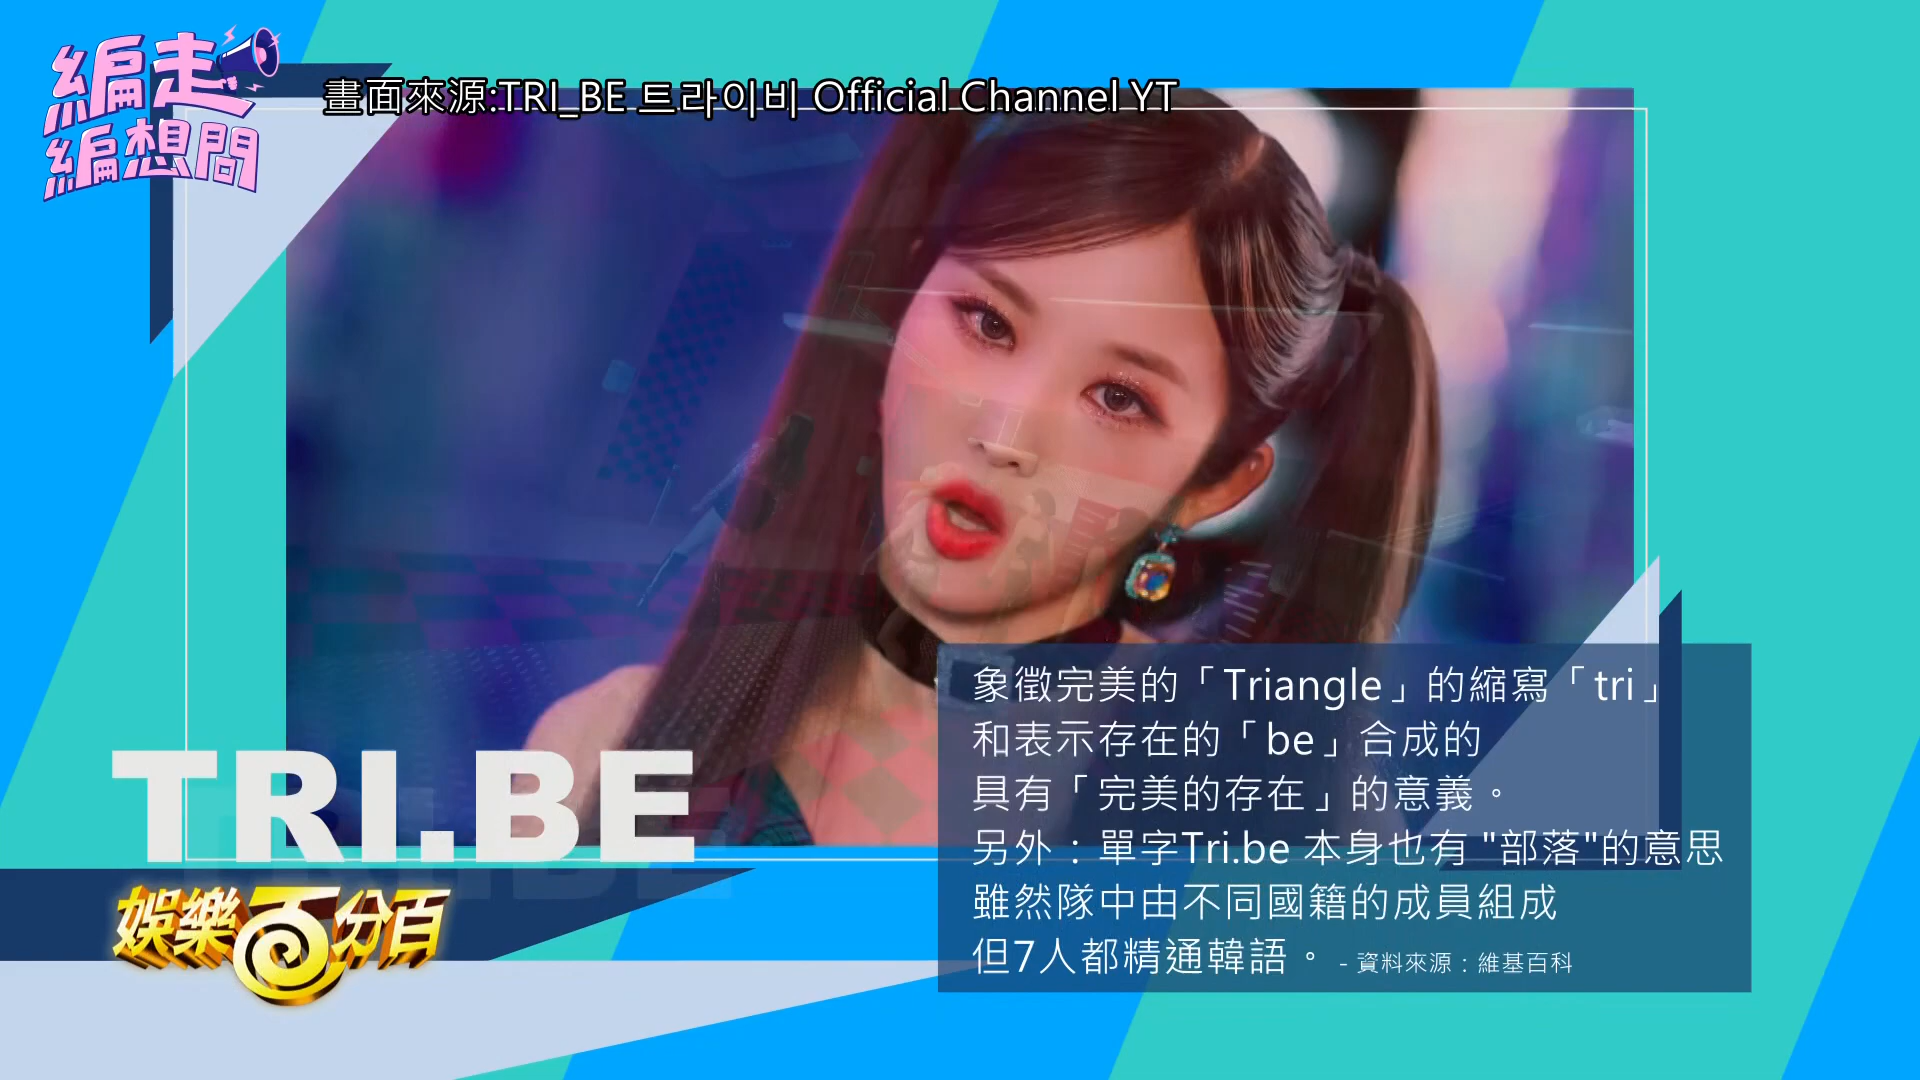 編走
編想問
畫面來源:TRI_BE 트라이비 Official Channel YT
象徵完美的「Triangle」的縮寫「tri」
和表示存在的「be」合成的
具有「完美的存在」的意義。
另外：單字Tri.be 本身也有 "部落"的意思
雖然隊中由不同國籍的成員組成
但7人都精通韓語。 - 資料來源：維基百科
TRI.BE
娛樂百分百